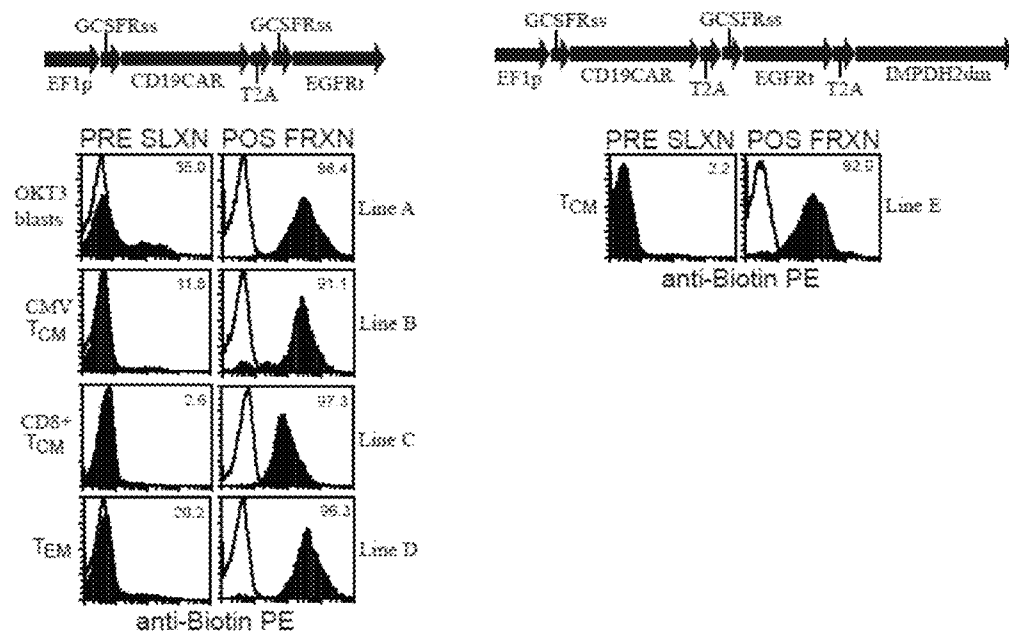 GCSFRss GCSFRss
EF1p CD19CAR T2A EGFRt
GCSFRss GCSFRss
EF1p CD19CAR T2A EGFRt T2A IMPDH2dm
PRE SLXN POS FRXN
OKT3 blasts Line A
CMV TCM 91.1 Line B
CD8+ TCM 2.6 97.3 Line C
TEM Line D
anti-Biotin PE
PRE SLXN POS FRXN
TCM 2.2 Line E
anti-Biotin PE